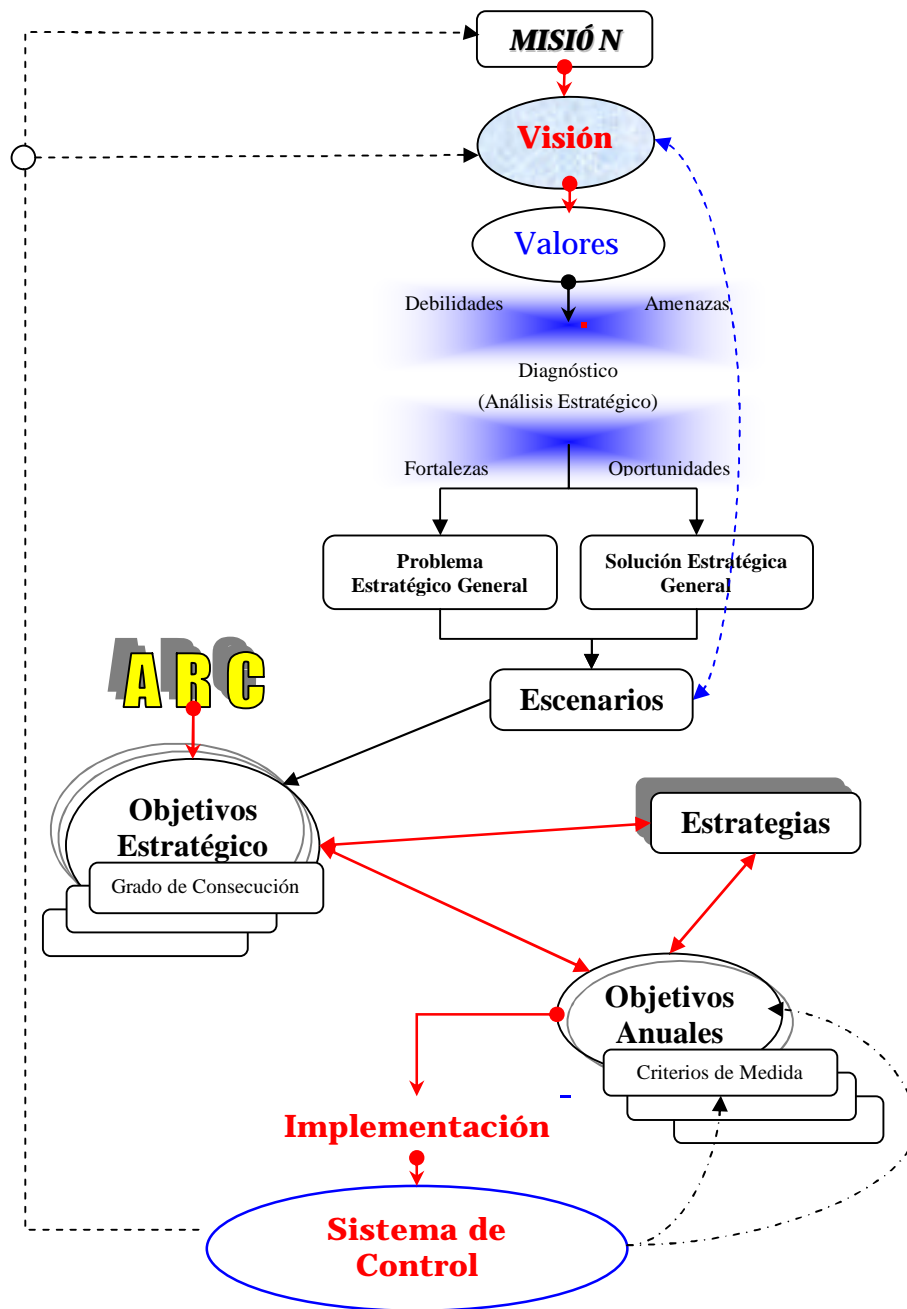 MISIÓ N
Visión
Valores
Debilidades
Amenazas
Diagnóstico
(Análisis Estratégico)
Fortalezas
Oportunidades
Problema
Estratégico General
Solución Estratégica
General
ARC
Escenarios
Objetivos
Estratégico
Grado de Consecución
Estrategias
Objetivos
Anuales
Criterios de Medida
Implementación
Sistema de
Control